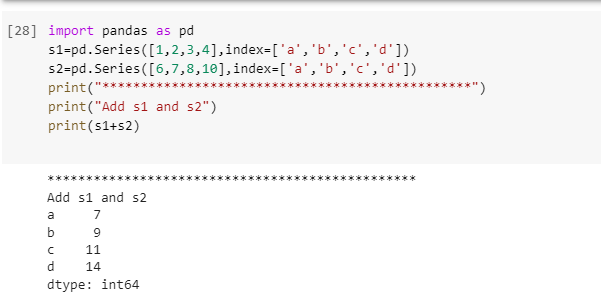 [28] import pandas as pd
s1=pd.Series([1,2,3,4],index=['a','b','c','d'])
s2=pd.Series([6,7,8,10],index=['a','b','c','d'])
print("************************************************")
print("Add s1 and s2")
print(s1+s2)
************************************************
Add s1 and s2
a     7
b     9
c    11
d    14
dtype: int64